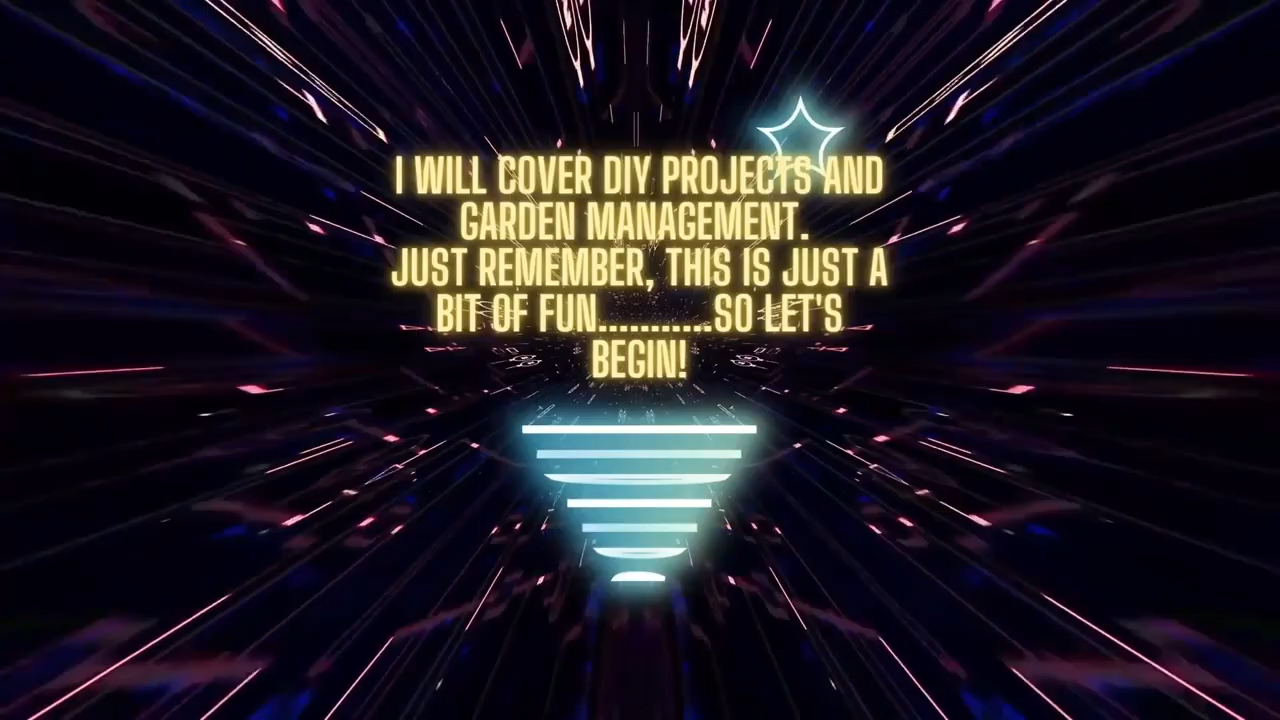 I WILL COVER DIY PROJECTS AND
GARDEN MANAGEMENT.
JUST REMEMBER, THIS IS JUST A
BIT OF FUN...........SO LET'S
BEGIN!